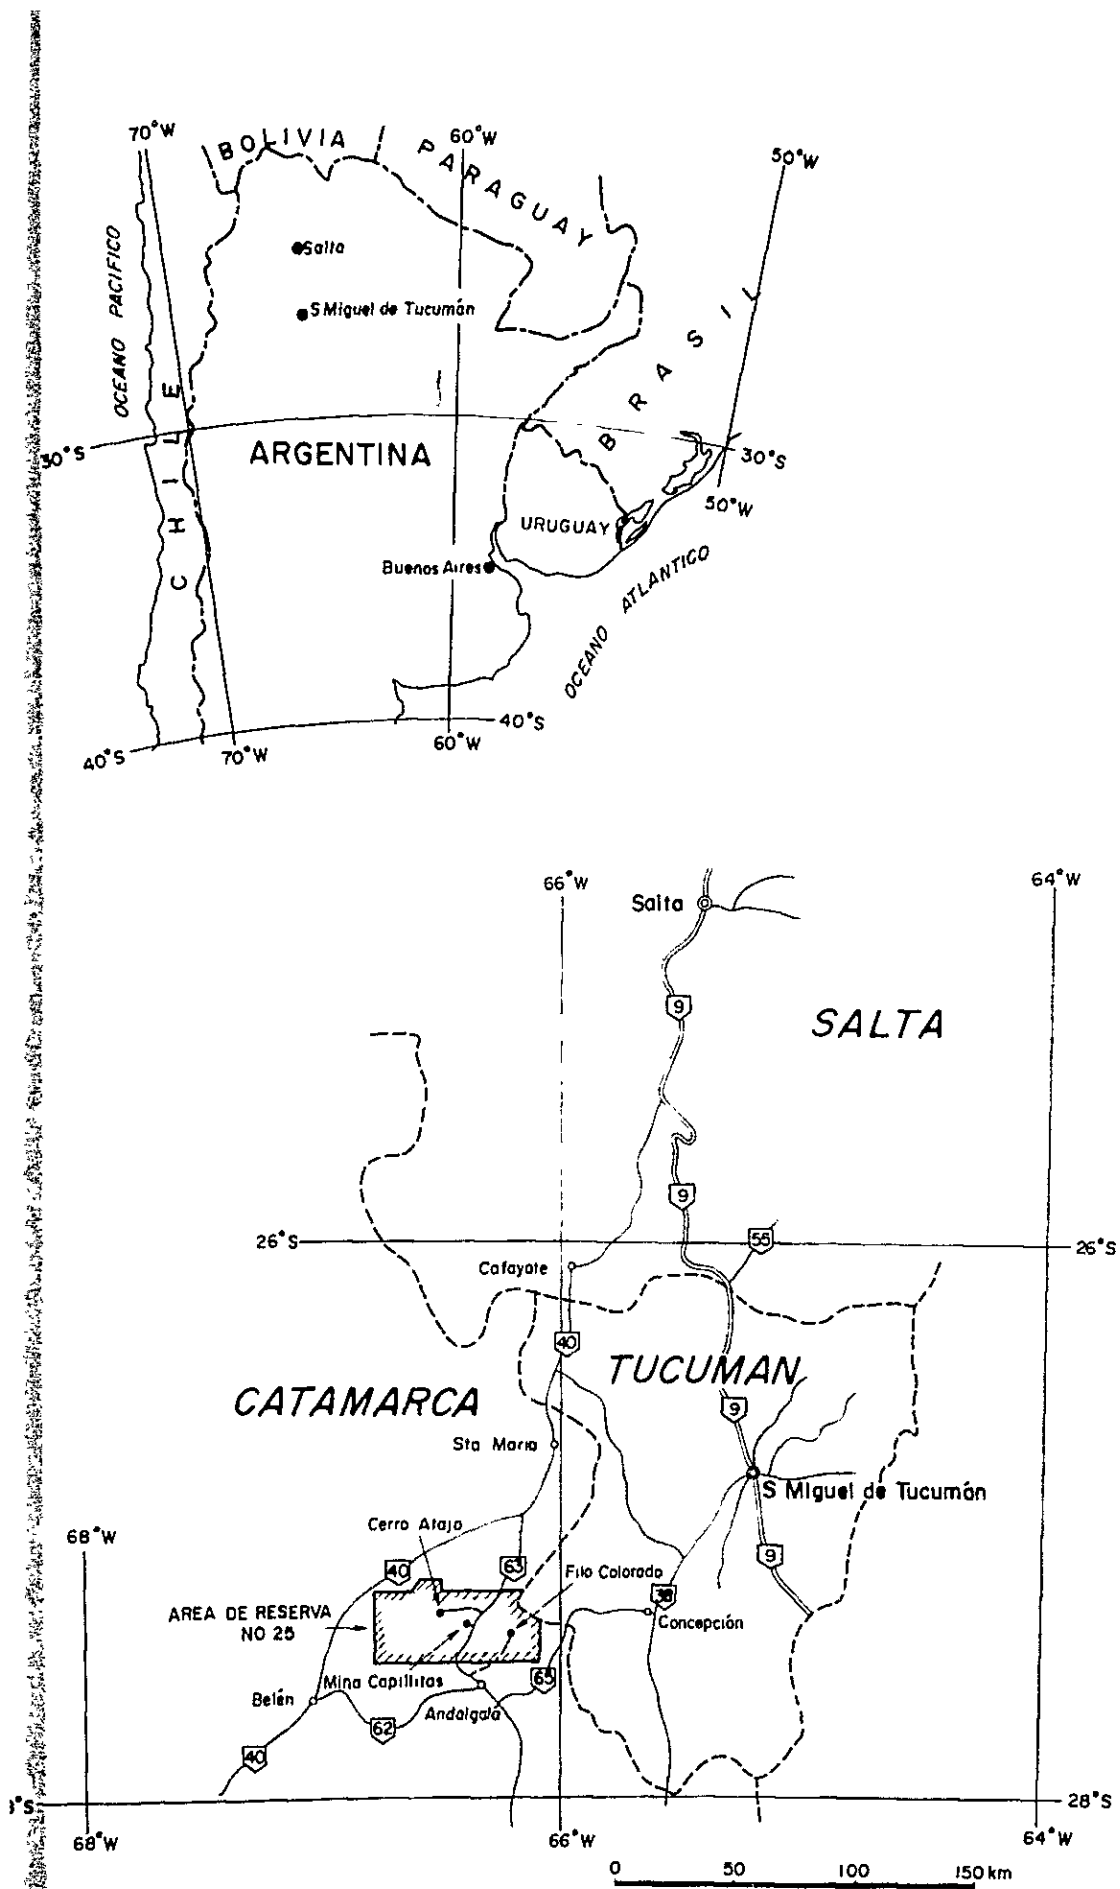 70°W
BOLIVIA
60°W
PARAGUAY
50°W
OCEANO PACIFICO
Salta
S Miguel de Tucumán
CHILE
BRASIL
30°S
ARGENTINA
30°S
50°W
URUGUAY
Buenos Aires
OCEANO ATLANTICO
40°S
70°W
60°W
40°S
66°W
64°W
Salta
9
SALTA
9
26°S
55
26°S
Cafayate
40
TUCUMAN
CATAMARCA
9
Sta Maria
S Miguel de Tucumán
68°W
Cerro Atajo
9
40
63
Filo Colorado
38
AREA DE RESERVA
NO 25
Concepción
Mina Capillitas
65
Belén
Andalgalá
62
40
28°S
68°W
66°W
64°W
0 50 100 150 km